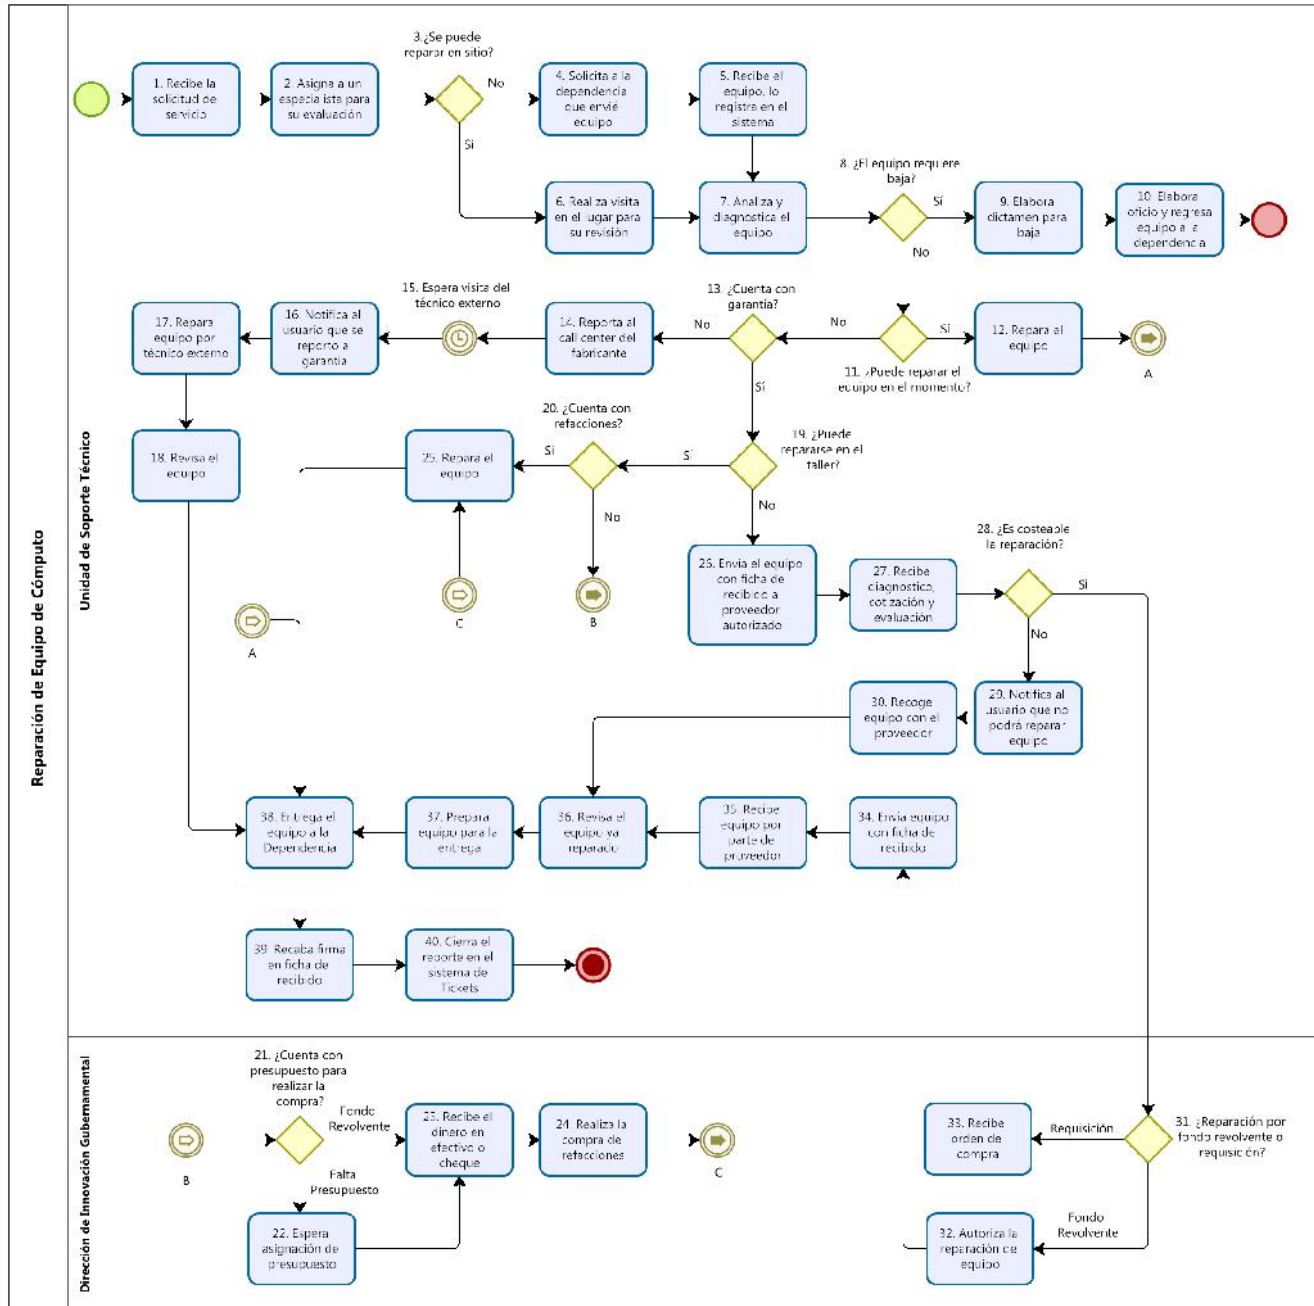 Reparación de Equipo de Cómputo
Unidad de Soporte Técnico
3.¿Se puede
reparar en sitio?
1. Recibe la
solicitud de
servicio
2. Asigna a un
especia ista para
su evaluación
No
4. Solicita a la
dependencia
que envié
equipo
5. Recibe el
equipo, lo
registra en el
sistema
Sí
6. Rea iza visita
en el lugar para
su revisión
7. Analiza y
diagnostica el
equipo
8. ¿El equipo requiere
baja?
Sí
No
9. Elabora
dictamen para
baja
10. Elabora
oficio y regresa
equipo a la
dependencia
17. Repara
equipo por
técnico externo
16. Notifica al
usuario que se
reporto a
garantía
15. Espera visita del
técnico externo
14. Reporta al
call center del
fabricante
No
13. ¿Cuenta con
garantía?
Sí
No
11. ¿Puede reparar el
equipo en el momento?
Sí
12. Repara el
equipo
A
18. Revisa el
equipo
25. Repara el
equipo
Sí
20. ¿Cuenta con
refacciones?
No
Sí
19. ¿Puede
repararse en el
taller?
No
A
C
B
26. Envía el equipo
con ficha de
recibido a
proveedor
autorizado
27. Recibe
diagnostico,
cotización y
evaluación
28. ¿Es costeable
la reparación?
Si
No
30. Recoge
equipo con el
proveedor
29. Notifica al
usuario que no
podrá reparar
equipo
38. Entrega el
equipo a la
Dependencia
37. Prepara
equipo para la
entrega
36. Revisa el
equipo ya
reparado
35. Recibe
equipo por
parte de
proveedor
34. Envía equipo
con ficha de
recibido
39. Recaba firma
en ficha de
recibido
40. Cierra el
reporte en el
sistema de
Tickets
Dirección de Innovación Gubernamental
B
21. ¿Cuenta con
presupuesto para
realizar la
compra?
Fondo
Revolvente
Falta
Presupuesto
22. Espera
asignación de
presupuesto
23. Recibe el
dinero en
efectivo o
cheque
24. Realiza la
compra de
refacciones
C
33. Recibe
orden de
compra
Requisición
31. ¿Reparación por
fondo revolvente o
requisición?
32. Autoriza la
reparación de
equipo
Fondo
Revolvente